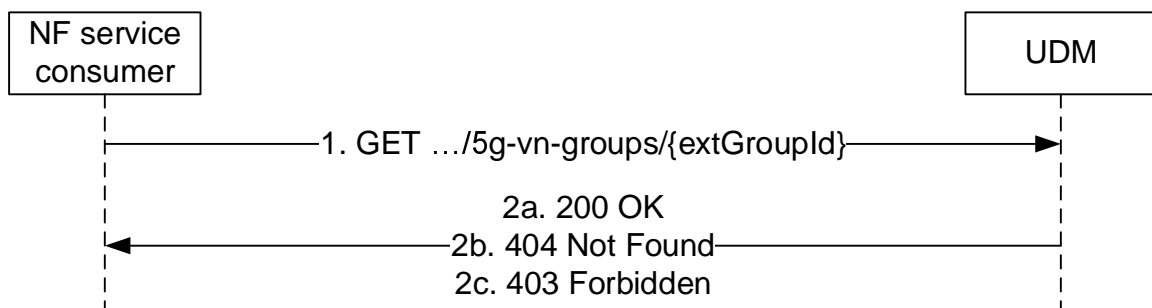 NF service
consumer
UDM
1. GET …/5g-vn-groups/{extGroupId}
2a. 200 OK
2b. 404 Not Found
2c. 403 Forbidden